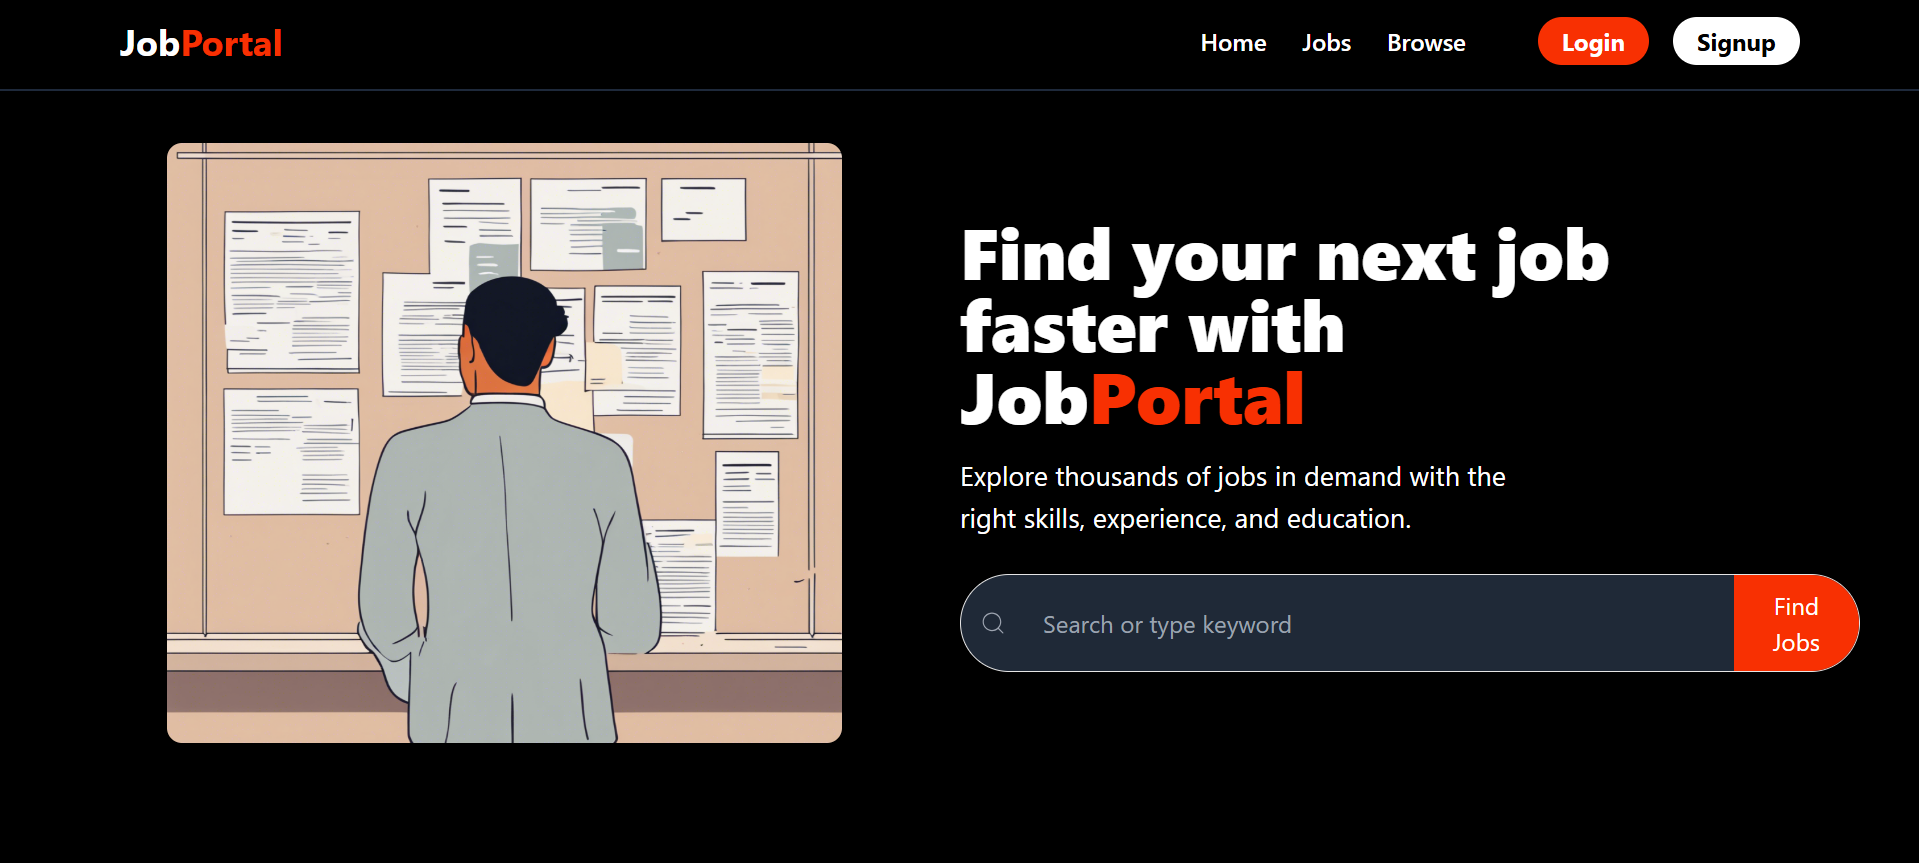 JobPortal
Home
Jobs
Browse
Login
Signup
Find your next job
faster with
JobPortal
Explore thousands of jobs in demand with the
right skills, experience, and education.
Search or type keyword
Find
Jobs